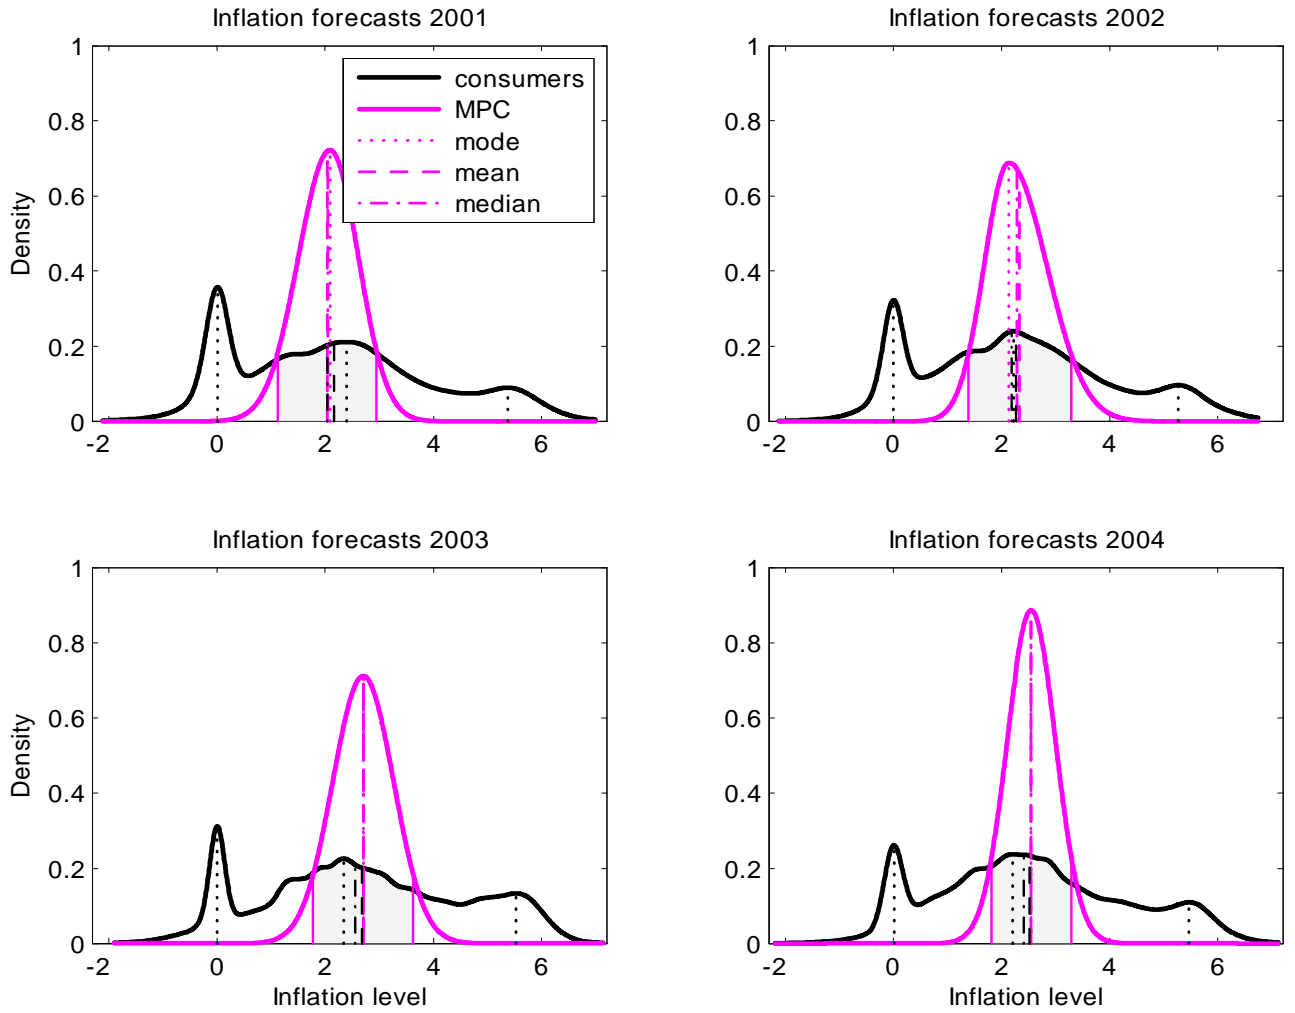 Inflation forecasts 2001
1
0.8
0.6
0.4
0.2
0
Density
-2 0 2 4 6
consumers
MPC
mode
mean
median
Inflation forecasts 2002
1
0.8
0.6
0.4
0.2
0
-2 0 2 4 6
Inflation forecasts 2003
1
0.8
0.6
0.4
0.2
0
Density
-2 0 2 4 6
Inflation level
Inflation forecasts 2004
1
0.8
0.6
0.4
0.2
0
-2 0 2 4 6
Inflation level